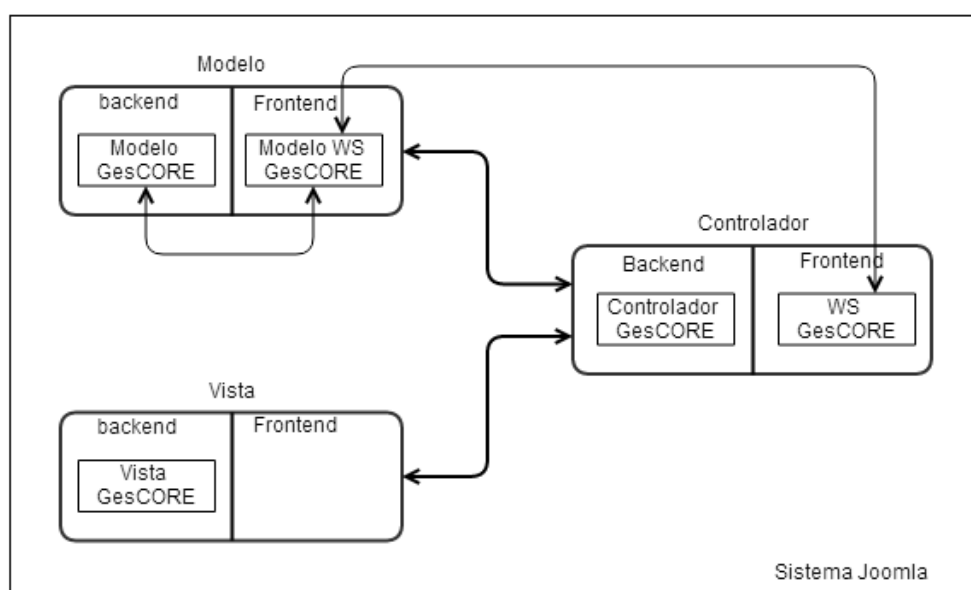 Modelo
backend
Frontend
Modelo
GesCORE
Modelo WS
GesCORE
Controlador
Backend
Frontend
Controlador
GesCORE
WS
GesCORE
Vista
backend
Frontend
Vista
GesCORE
Sistema Joomla